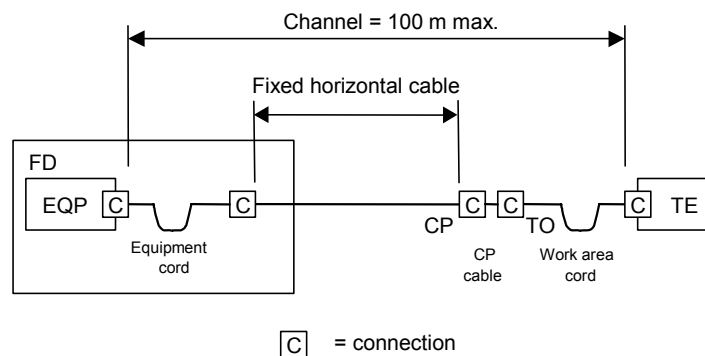 Channel = 100 m max.
Fixed horizontal cable
FD
EQP
C
C
C
C
C
TE
CP
TO
Equipment
cord
CP
cable
Work area
cord
C = connection